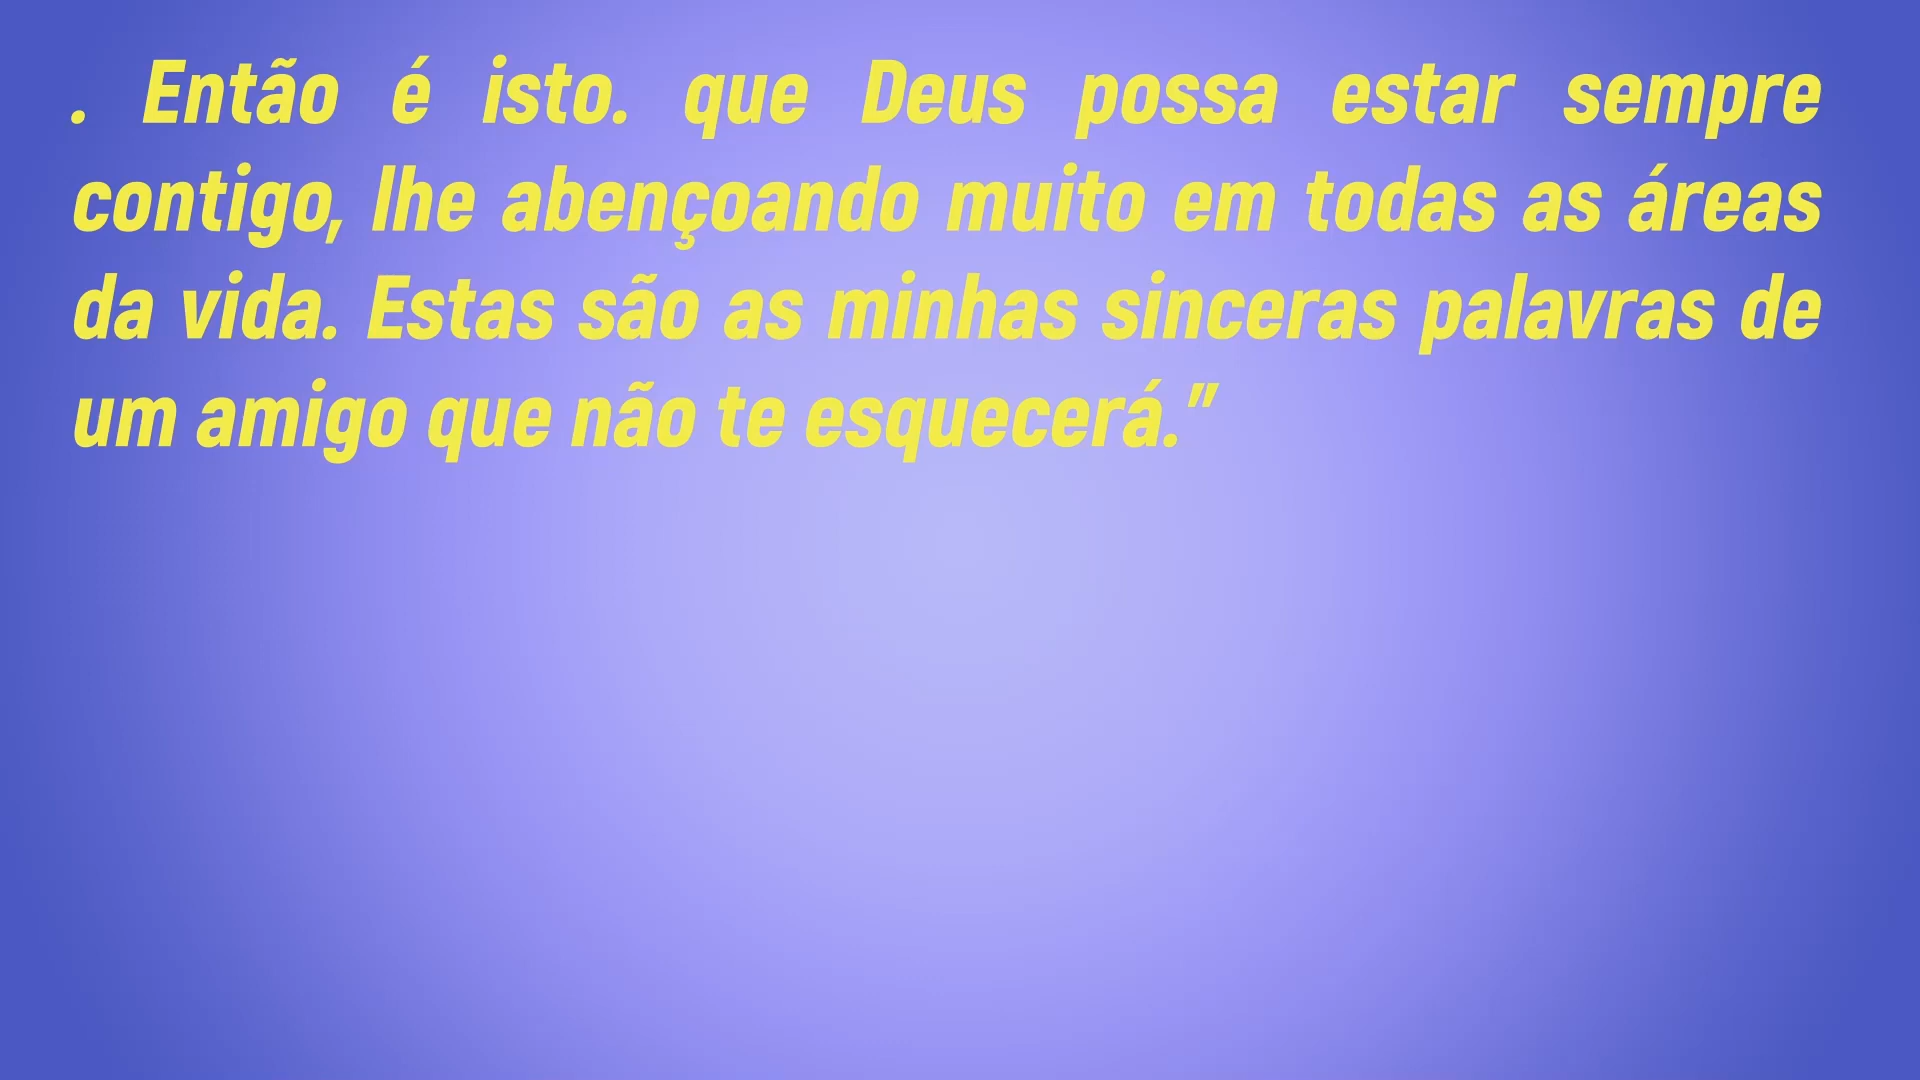 . Então é isto. que Deus possa estar sempre
contigo, lhe abençoando muito em todas as áreas
da vida. Estas são as minhas sinceras palavras de
um amigo que não te esquecerá.”